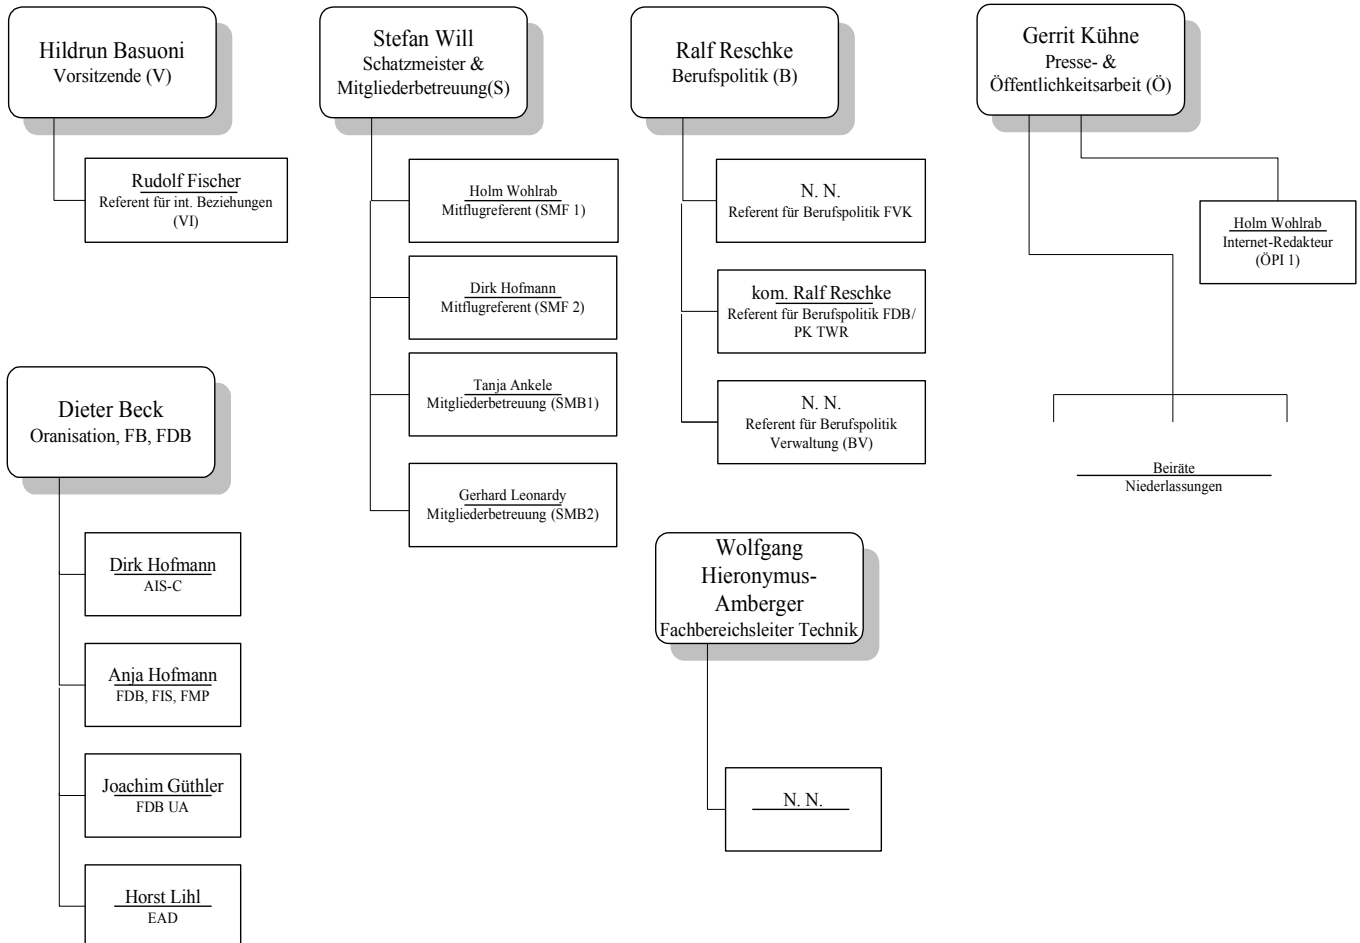 Hildrun Basuoni
Vorsitzende (V)
Rudolf Fischer
Referent für int. Beziehungen
(VI)
Stefan Will
Schatzmeister &
Mitgliederbetreuung(S)
Holm Wohlrab
Mitflugreferent (SMF 1)
Dirk Hofmann
Mitflugreferent (SMF 2)
Tanja Ankele
Mitgliederbetreuung (SMB1)
Gerhard Leonardy
Mitgliederbetreuung (SMB2)
Ralf Reschke
Berufspolitik (B)
N. N.
Referent für Berufspolitik FVK
kom. Ralf Reschke
Referent für Berufspolitik FDB/
PK TWR
N. N.
Referent für Berufspolitik
Verwaltung (BV)
Gerrit Kühne
Presse- &
Öffentlichkeitsarbeit (Ö)
Holm Wohlrab
Internet-Redakteur
(ÖPI 1)
Beiräte
Niederlassungen
Dieter Beck
Oranisation, FB, FDB
Dirk Hofmann
AIS-C
Anja Hofmann
FDB, FIS, FMP
Joachim Güthler
FDB UA
Horst Lihl
EAD
Wolfgang
Hieronymus-
Amberger
Fachbereichsleiter Technik
N. N.